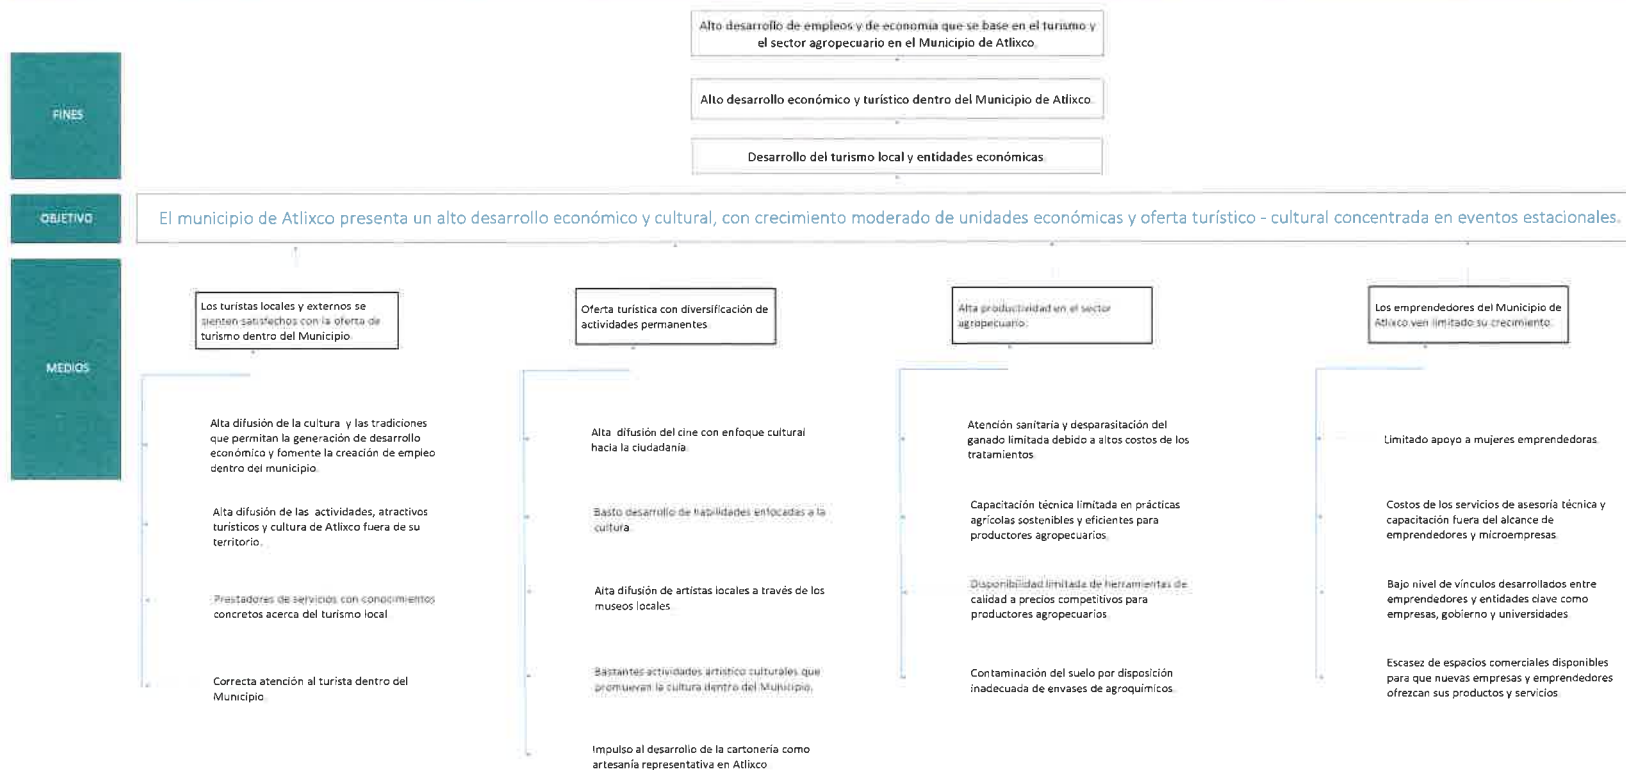 Alto desarrollo de empleos y de economía que se base en el turismo y
el sector agropecuario en el Municipio de Atlixco.
FINES
Alto desarrollo económico y turístico dentro del Municipio de Atlixco.
Desarrollo del turismo local y entidades económicas
OBJETIVO
El municipio de Atlixco presenta un alto desarrollo económico y cultural, con crecimiento moderado de unidades económicas y oferta turístico - cultural concentrada en eventos estacionales.
MEDIOS
Los turístas locales y externos se
sienten satisfechos con la oferta de
turismo dentro del Municipio.
Alta difusión de la cultura y las tradiciones
que permitan la generación de desarrollo
económico y fomente la creación de empleo
dentro del municipio.
Alta difusión de las actividades, atractivos
turísticos y cultura de Atlixco fuera de su
territorio.
Prestadores de servicios con conocimientos
concretos acerca del turismo local
Correcta atención al turista dentro del
Municipio.
Oferta turística con diversificación de
actividades permanentes
Alta difusión del cine con enfoque cultural
hacia la ciudadanía.
Basto desarrollo de habilidades enfocadas a la
cultura.
Alta difusión de artístas locales a través de los
museos locales
Bastantes actividades artístico culturales que
promuevan la cultura dentro del Municipio.
Impulso al desarrollo de la cartonería como
artesanía representativa en Atlixco
Alta productividad en el sector
agropecuario.
Atención sanitaria y desparasitación del
ganado limitada debido a altos costos de los
tratamientos
Capacitación técnica limitada en prácticas
agrícolas sostenibles y eficientes para
productores agropecuarios.
Disponibilidad limitada de herramientas de
calidad a precios competitivos para
productores agropecuarios
Contaminación del suelo por disposición
inadecuada de envases de agroquímicos.
Los emprendedores del Municipio de
Atlixco ven limitado su crecimiento.
Limitado apoyo a mujeres emprendedoras.
Costos de los servicios de asesoría técnica y
capacitación fuera del alcance de
emprendedores y microempresas.
Bajo nivel de vínculos desarrollados entre
emprendedores y entidades clave como
empresas, gobierno y universidades.
Escasez de espacios comerciales disponibles
para que nuevas empresas y emprendedores
ofrezcan sus productos y servicios.